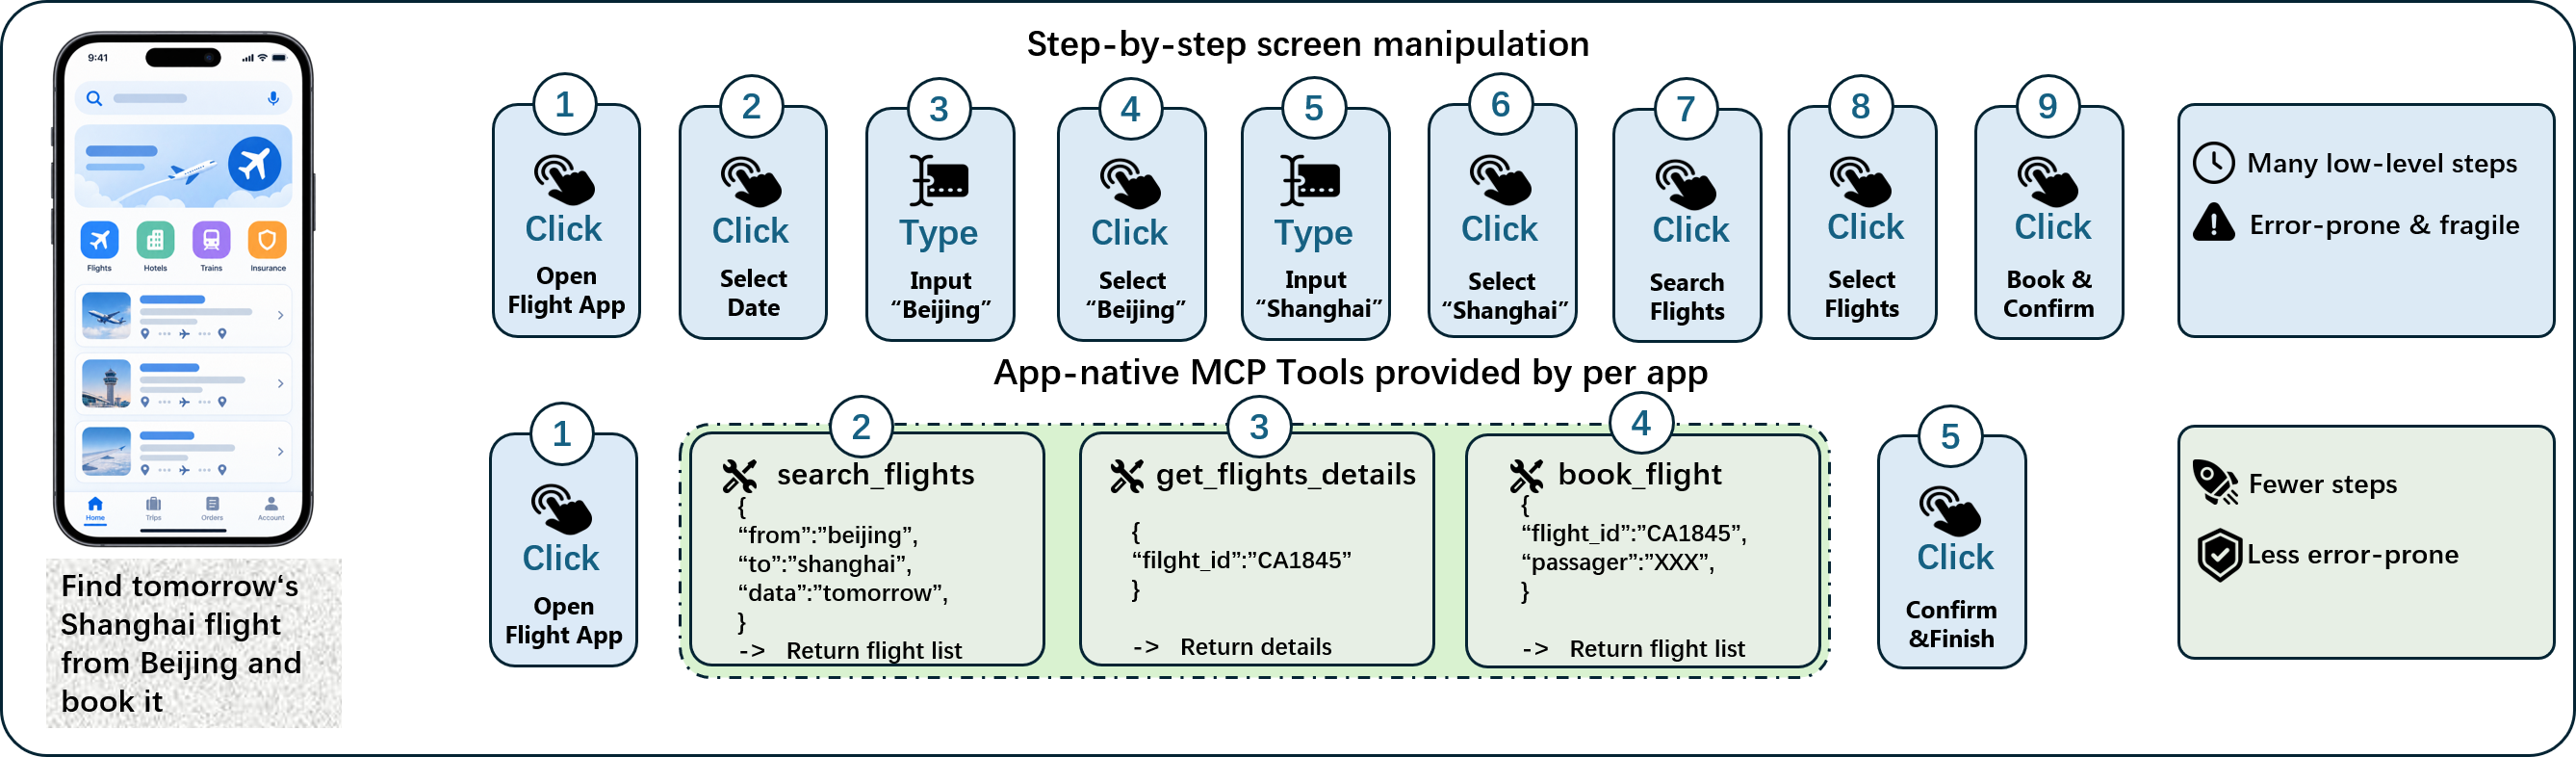 9:41
Flights
Hotels
Trains
Insurance
Home
Trips
Orders
Account
Find tomorrow‘s
Shanghai flight
from Beijing and
book it
Step-by-step screen manipulation
1
Click
Open
Flight App
2
Click
Select
Date
3
Type
Input
“Beijing”
4
Click
Select
“Beijing”
5
Type
Input
“Shanghai”
6
Click
Select
“Shanghai”
7
Click
Search
Flights
8
Click
Select
Flights
9
Click
Book &
Confirm
Many low-level steps
Error-prone & fragile
App-native MCP Tools provided by per app
1
Click
Open
Flight App
2
search_flights
{
“from”:”beijing”,
“to”:”shanghai”,
“data”:”tomorrow”,
}
-> Return flight list
3
get_flights_details
{
“filght_id”:”CA1845”
}
-> Return details
4
book_flight
{
“flight_id”:”CA1845”,
“passager”:”XXX”,
}
-> Return flight list
5
Click
Confirm
&Finish
Fewer steps
Less error-prone